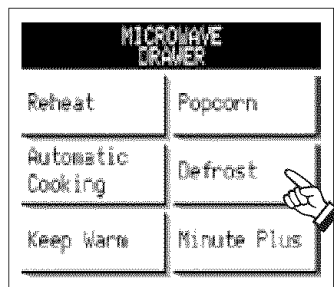 MICROWAVE
DRAWER
Reheat
Popcorn
Automatic
Cooking
Defrost
Keep Warm
Minute Plus